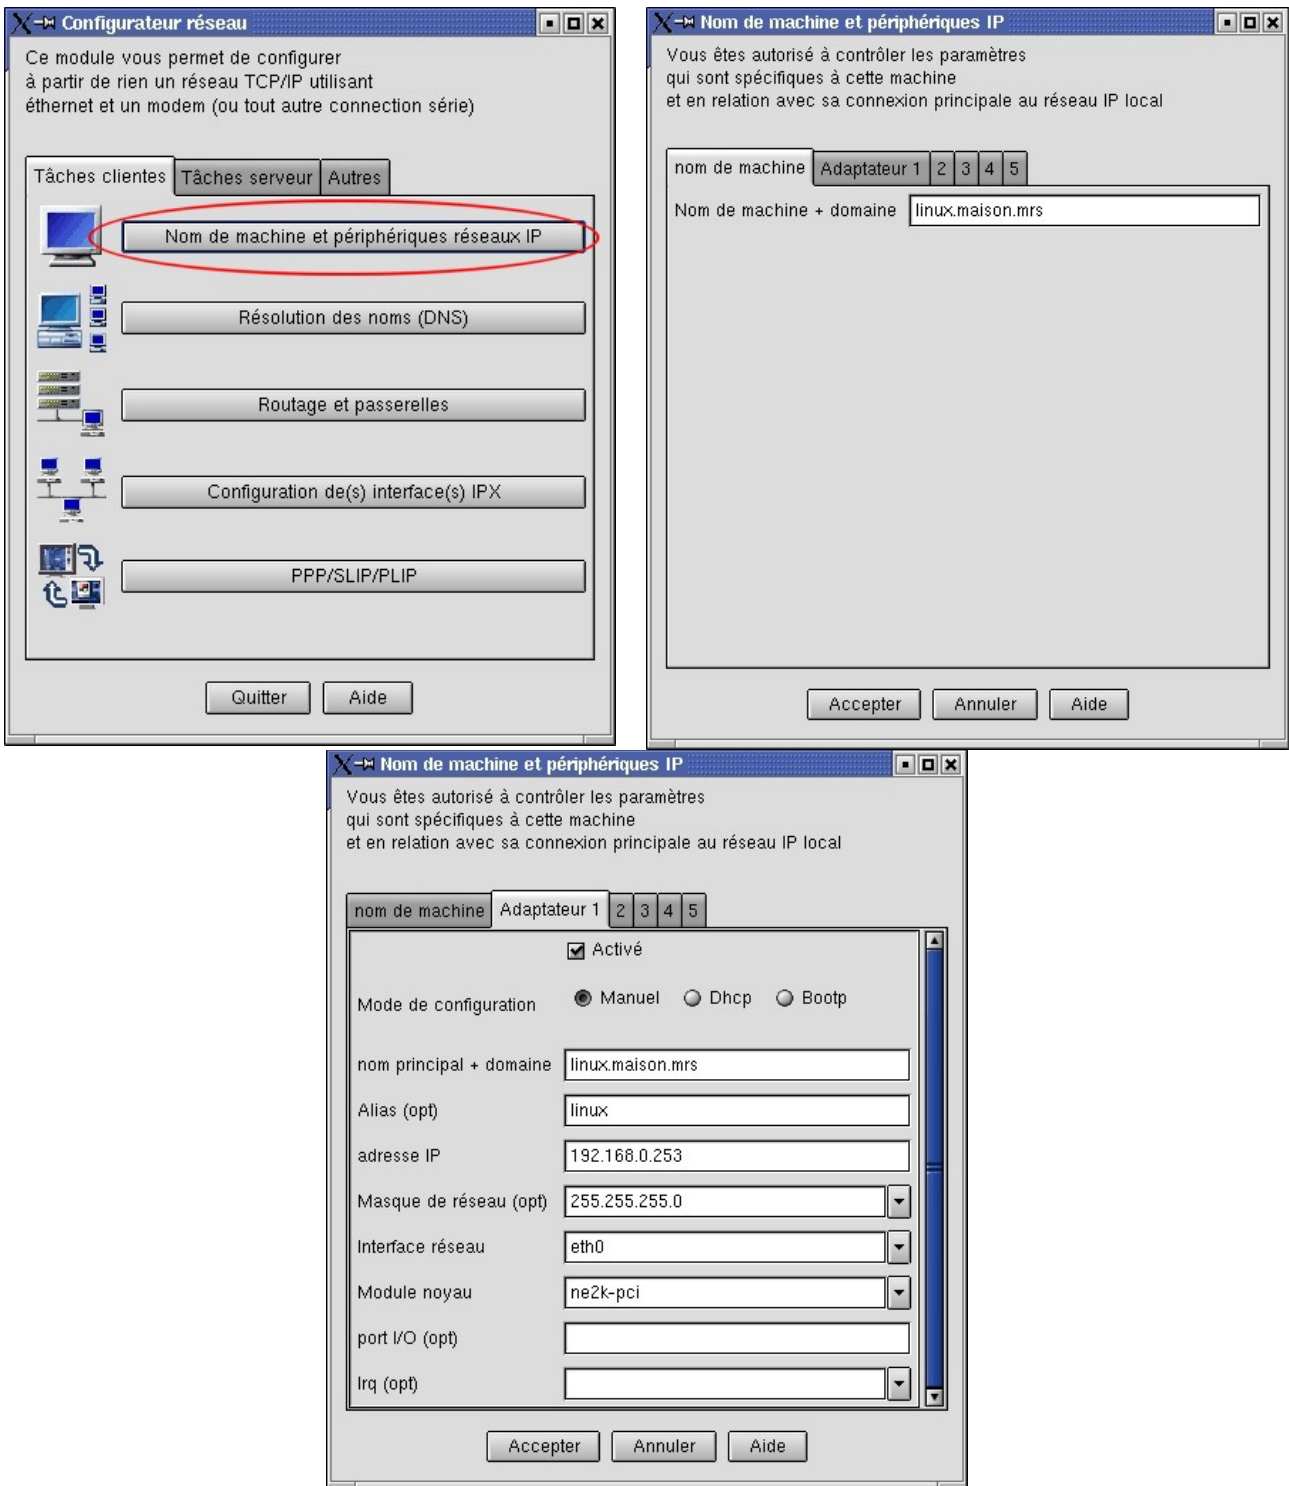 Configurateur réseau
Ce module vous permet de configurer
à partir de rien un réseau TCP/IP utilisant
éthernet et un modem (ou tout autre connection série)
Tâches clientes Tâches serveur Autres
Nom de machine et périphériques réseaux IP
Résolution des noms (DNS)
Routage et passerelles
Configuration de(s) interface(s) IPX
PPP/SLIP/PLIP
Quitter Aide
Nom de machine et périphériques IP
Vous êtes autorisé à contrôler les paramètres
qui sont spécifiques à cette machine
et en relation avec sa connexion principale au réseau IP local
nom de machine Adaptateur 1 2 3 4 5
Nom de machine + domaine linux.maison.mrs
Accepter Annuler Aide
Nom de machine et périphériques IP
Vous êtes autorisé à contrôler les paramètres
qui sont spécifiques à cette machine
et en relation avec sa connexion principale au réseau IP local
nom de machine Adaptateur 1 2 3 4 5
Activé
Mode de configuration Manuel Dhcp Bootp
nom principal + domaine linux.maison.mrs
Alias (opt) linux
adresse IP 192.168.0.253
Masque de réseau (opt) 255.255.255.0
Interface réseau eth0
Module noyau ne2k-pci
port I/O (opt)
Irq (opt)
Accepter Annuler Aide